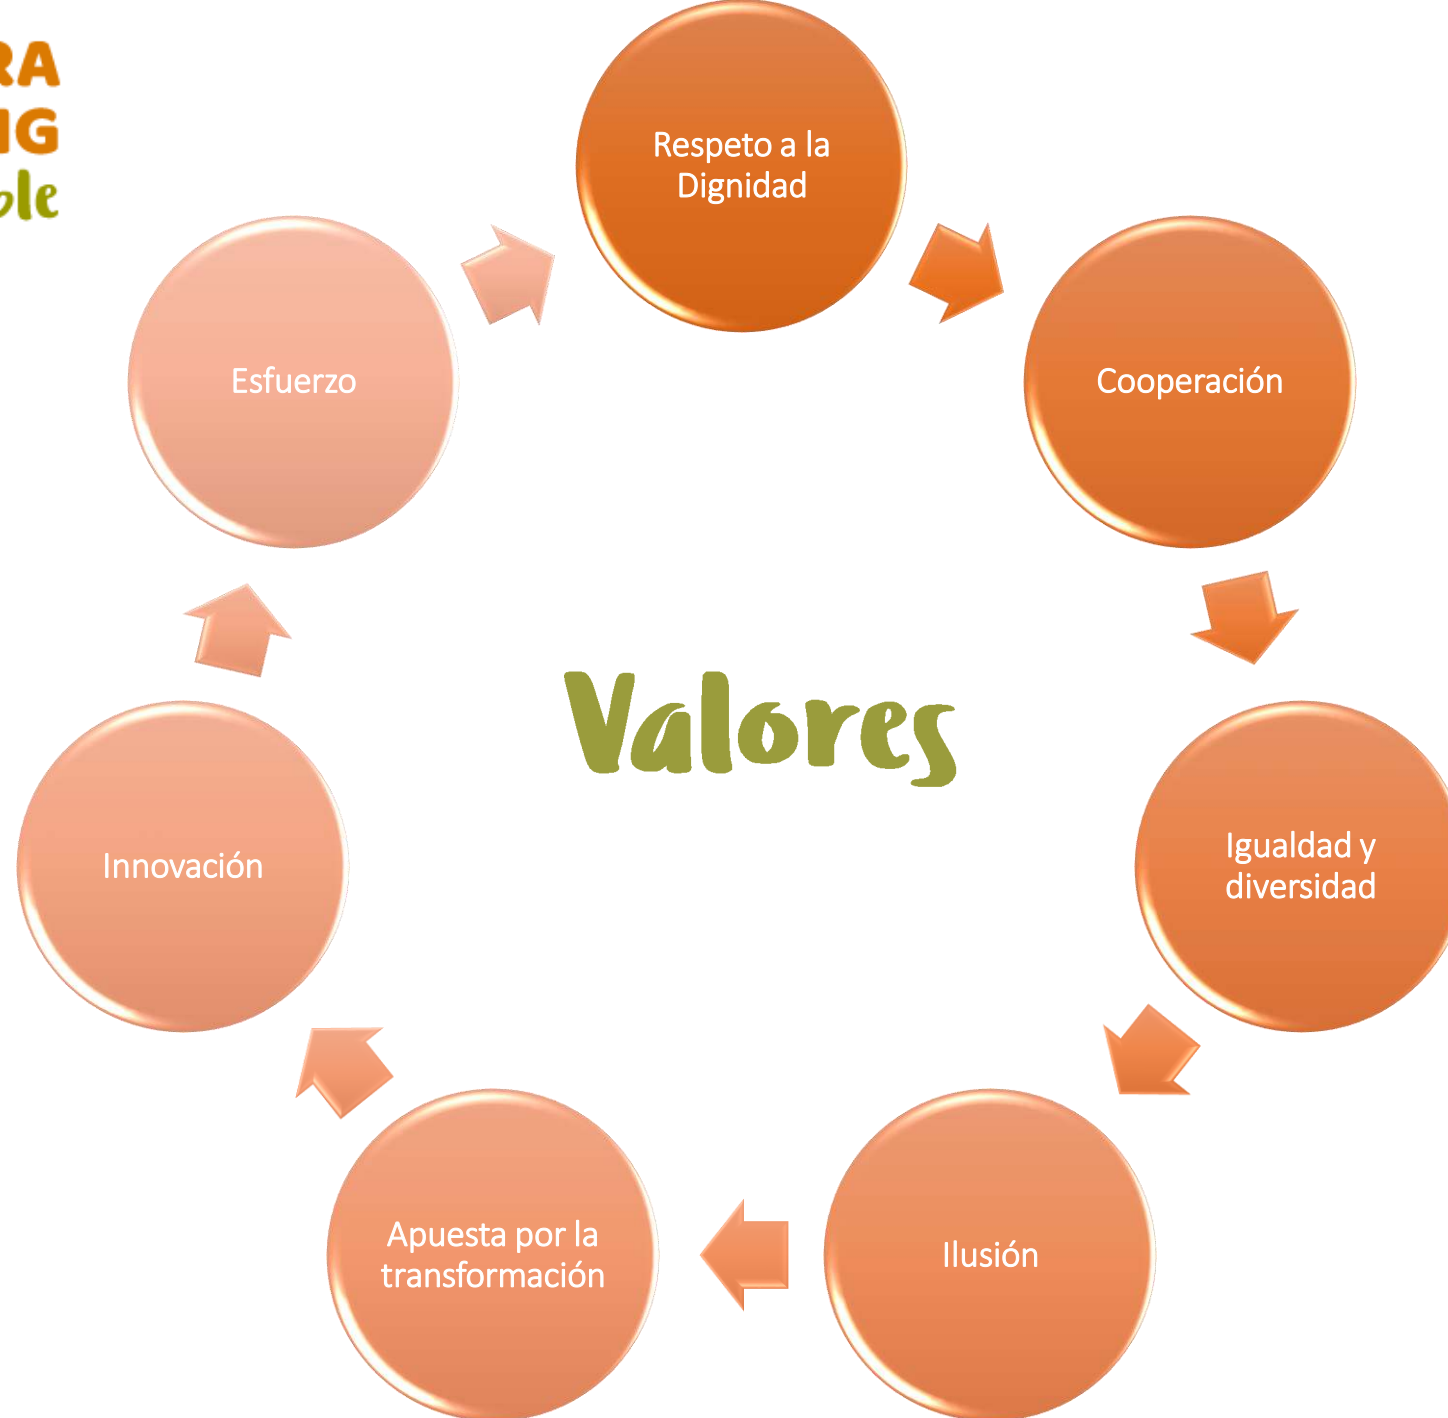 Respeto a la
Dignidad
Cooperación
Igualdad y
diversidad
Ilusión
Apuesta por la
transformación
Innovación
Esfuerzo
Valores